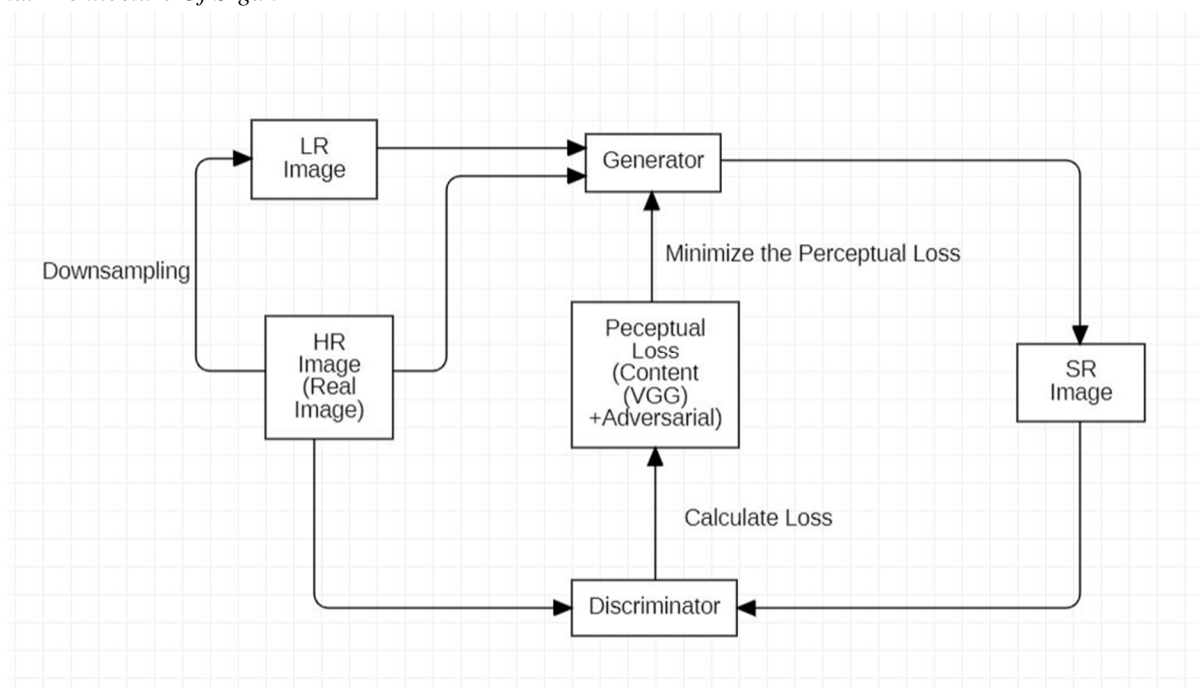 LR
Image
Generator
Downsampling
Minimize the Perceptual Loss
HR
Image
(Real
Image)
Peceptual
Loss
(Content
(VGG)
+Adversarial)
SR
Image
Calculate Loss
Discriminator